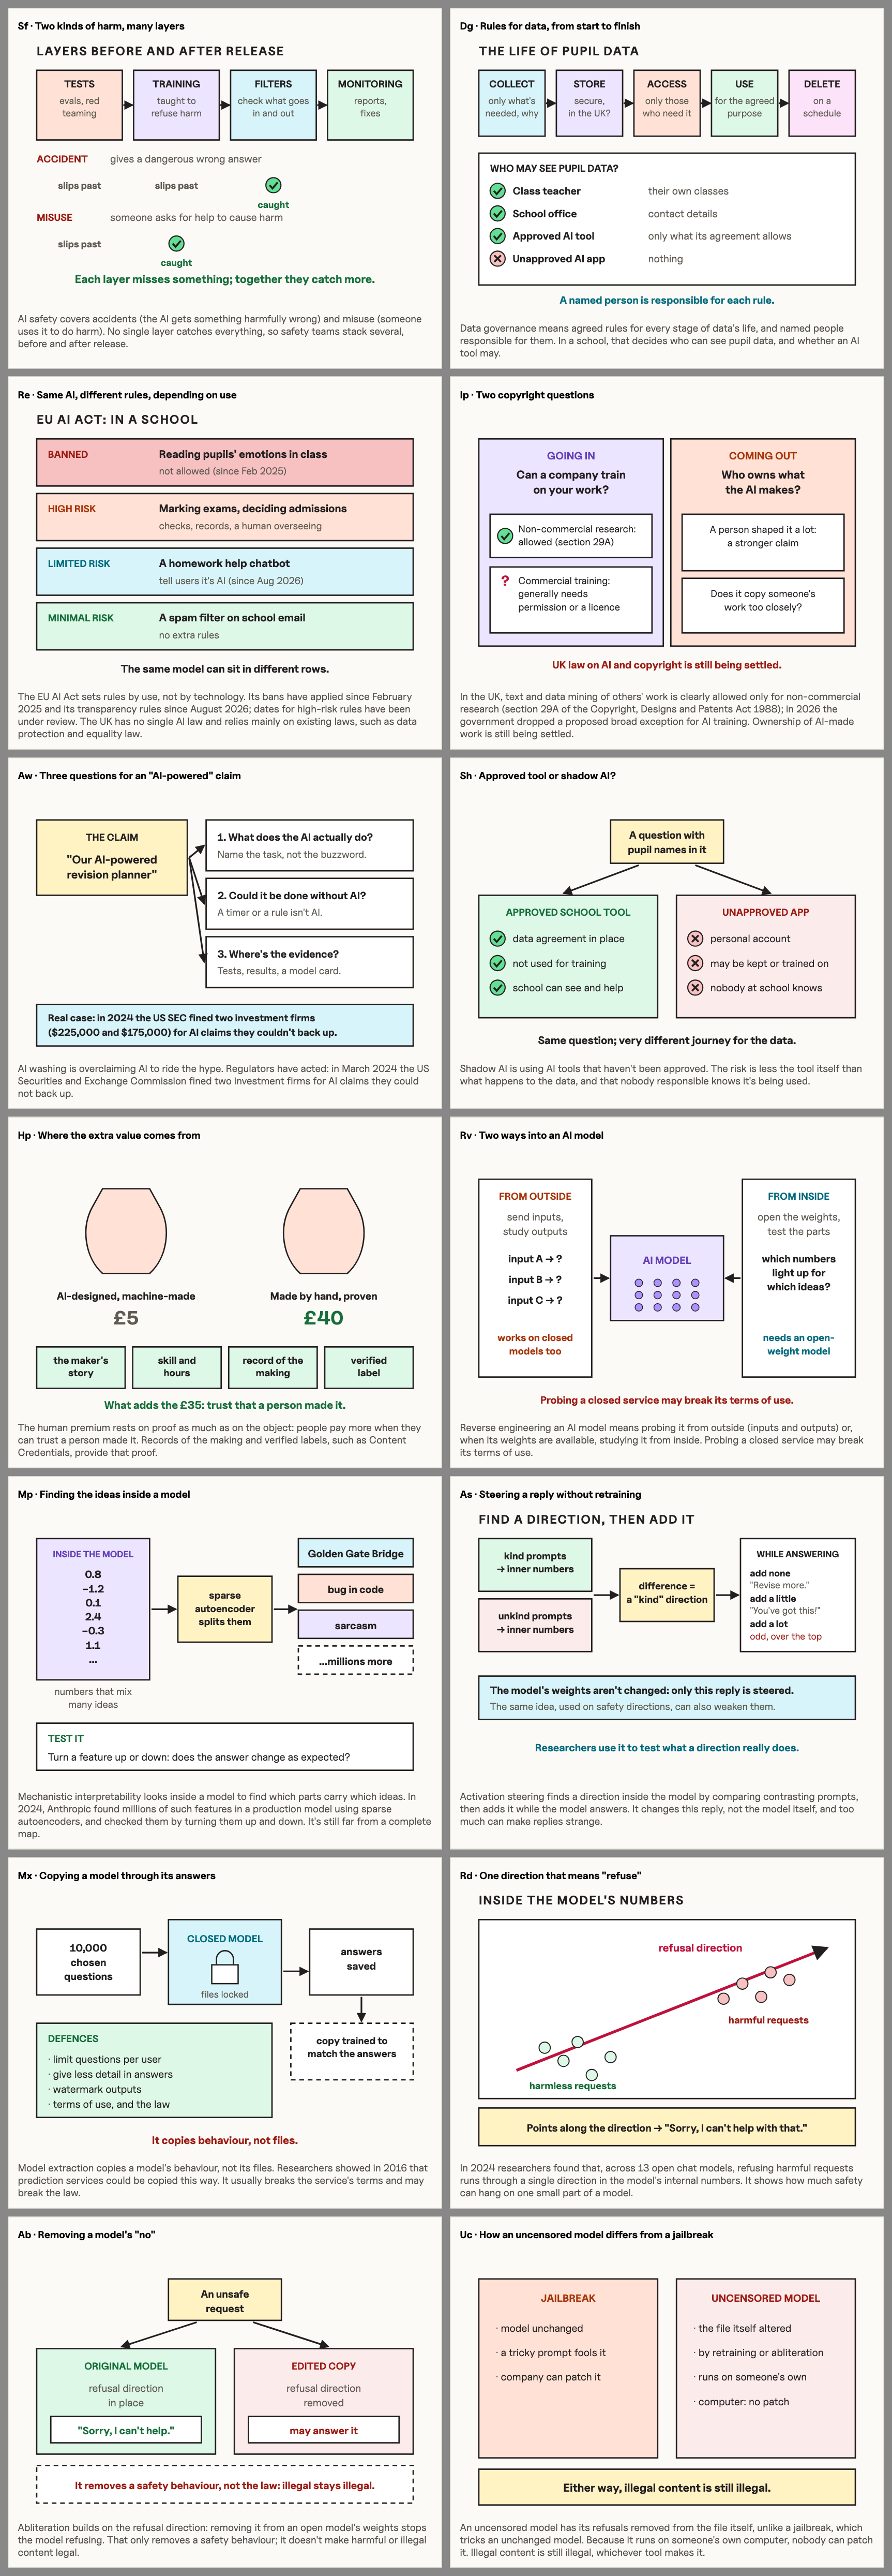 Sf · Two kinds of harm, many layers
LAYERS BEFORE AND AFTER RELEASE
TESTS
evals, red
teaming
TRAINING
taught to
refuse harm
FILTERS
check what goes
in and out
MONITORING
reports,
fixes
ACCIDENT gives a dangerous wrong answer
slips past slips past
caught
MISUSE someone asks for help to cause harm
slips past
caught
Each layer misses something; together they catch more.
AI safety covers accidents (the AI gets something harmfully wrong) and misuse (someone
uses it to do harm). No single layer catches everything, so safety teams stack several,
before and after release.
Dg · Rules for data, from start to finish
THE LIFE OF PUPIL DATA
COLLECT
only what's
needed, why
STORE
secure,
in the UK?
ACCESS
only those
who need it
USE
for the agreed
purpose
DELETE
on a
schedule
WHO MAY SEE PUPIL DATA?
Class teacher their own classes
School office contact details
Approved AI tool only what its agreement allows
Unapproved AI app nothing
A named person is responsible for each rule.
Data governance means agreed rules for every stage of data's life, and named people
responsible for them. In a school, that decides who can see pupil data, and whether an AI
tool may.
Re · Same AI, different rules, depending on use
EU AI ACT: IN A SCHOOL
BANNED Reading pupils' emotions in class
not allowed (since Feb 2025)
HIGH RISK Marking exams, deciding admissions
checks, records, a human overseeing
LIMITED RISK A homework help chatbot
tell users it's AI (since Aug 2026)
MINIMAL RISK A spam filter on school email
no extra rules
The same model can sit in different rows.
The EU AI Act sets rules by use, not by technology. Its bans have applied since February
2025 and its transparency rules since August 2026; dates for high-risk rules have been
under review. The UK has no single AI law and relies mainly on existing laws, such as data
protection and equality law.
Ip · Two copyright questions
GOING IN
Can a company train
on your work?
Non-commercial research:
allowed (section 29A)
? Commercial training:
generally needs
permission or a licence
COMING OUT
Who owns what
the AI makes?
A person shaped it a lot:
a stronger claim
Does it copy someone's
work too closely?
UK law on AI and copyright is still being settled.
In the UK, text and data mining of others' work is clearly allowed only for non-commercial
research (section 29A of the Copyright, Designs and Patents Act 1988); in 2026 the
government dropped a proposed broad exception for AI training. Ownership of AI-made
work is still being settled.
Aw · Three questions for an "AI-powered" claim
THE CLAIM
"Our AI-powered
revision planner"
1. What does the AI actually do?
Name the task, not the buzzword.
2. Could it be done without AI?
A timer or a rule isn't AI.
3. Where's the evidence?
Tests, results, a model card.
Real case: in 2024 the US SEC fined two investment firms
($225,000 and $175,000) for AI claims they couldn't back up.
AI washing is overclaiming AI to ride the hype. Regulators have acted: in March 2024 the US
Securities and Exchange Commission fined two investment firms for AI claims they could
not back up.
Sh · Approved tool or shadow AI?
A question with
pupil names in it
APPROVED SCHOOL TOOL
data agreement in place
not used for training
school can see and help
UNAPPROVED APP
personal account
may be kept or trained on
nobody at school knows
Same question; very different journey for the data.
Shadow AI is using AI tools that haven't been approved. The risk is less the tool itself than
what happens to the data, and that nobody responsible knows it's being used.
Hp · Where the extra value comes from
AI-designed, machine-made
£5
Made by hand, proven
£40
the maker's
story
skill and
hours
record of the
making
verified
label
What adds the £35: trust that a person made it.
The human premium rests on proof as much as on the object: people pay more when they
can trust a person made it. Records of the making and verified labels, such as Content
Credentials, provide that proof.
Rv · Two ways into an AI model
FROM OUTSIDE
send inputs,
study outputs
input A → ?
input B → ?
input C → ?
works on closed
models too
AI MODEL
FROM INSIDE
open the weights,
test the parts
which numbers
light up for
which ideas?
needs an open-
weight model
Probing a closed service may break its terms of use.
Reverse engineering an AI model means probing it from outside (inputs and outputs) or,
when its weights are available, studying it from inside. Probing a closed service may break
its terms of use.
Mp · Finding the ideas inside a model
INSIDE THE MODEL
0.8
−1.2
0.1
2.4
−0.3
1.1
...
numbers that mix
many ideas
sparse
autoencoder
splits them
Golden Gate Bridge
bug in code
sarcasm
...millions more
TEST IT
Turn a feature up or down: does the answer change as expected?
Mechanistic interpretability looks inside a model to find which parts carry which ideas. In
2024, Anthropic found millions of such features in a production model using sparse
autoencoders, and checked them by turning them up and down. It's still far from a complete
map.
As · Steering a reply without retraining
FIND A DIRECTION, THEN ADD IT
kind prompts
→ inner numbers
unkind prompts
→ inner numbers
difference =
a "kind" direction
WHILE ANSWERING
add none
"Revise more."
add a little
"You've got this!"
add a lot
odd, over the top
The model's weights aren't changed: only this reply is steered.
The same idea, used on safety directions, can also weaken them.
Researchers use it to test what a direction really does.
Activation steering finds a direction inside the model by comparing contrasting prompts,
then adds it while the model answers. It changes this reply, not the model itself, and too
much can make replies strange.
Mx · Copying a model through its answers
10,000
chosen
questions
CLOSED MODEL
files locked
answers
saved
DEFENCES
· limit questions per user
· give less detail in answers
· watermark outputs
· terms of use, and the law
copy trained to
match the answers
It copies behaviour, not files.
Model extraction copies a model's behaviour, not its files. Researchers showed in 2016 that
prediction services could be copied this way. It usually breaks the service's terms and may
break the law.
Rd · One direction that means "refuse"
INSIDE THE MODEL'S NUMBERS
refusal direction
harmful requests
harmless requests
Points along the direction → "Sorry, I can't help with that."
In 2024 researchers found that, across 13 open chat models, refusing harmful requests
runs through a single direction in the model's internal numbers. It shows how much safety
can hang on one small part of a model.
Ab · Removing a model's "no"
An unsafe
request
ORIGINAL MODEL
refusal direction
in place
"Sorry, I can't help."
EDITED COPY
refusal direction
removed
may answer it
It removes a safety behaviour, not the law: illegal stays illegal.
Abliteration builds on the refusal direction: removing it from an open model's weights stops
the model refusing. That only removes a safety behaviour; it doesn't make harmful or illegal
content legal.
Uc · How an uncensored model differs from a jailbreak
JAILBREAK
· model unchanged
· a tricky prompt fools it
· company can patch it
UNCENSORED MODEL
· the file itself altered
· by retraining or abliteration
· runs on someone's own
· computer: no patch
Either way, illegal content is still illegal.
An uncensored model has its refusals removed from the file itself, unlike a jailbreak, which
tricks an unchanged model. Because it runs on someone's own computer, nobody can patch
it. Illegal content is still illegal, whichever tool makes it.